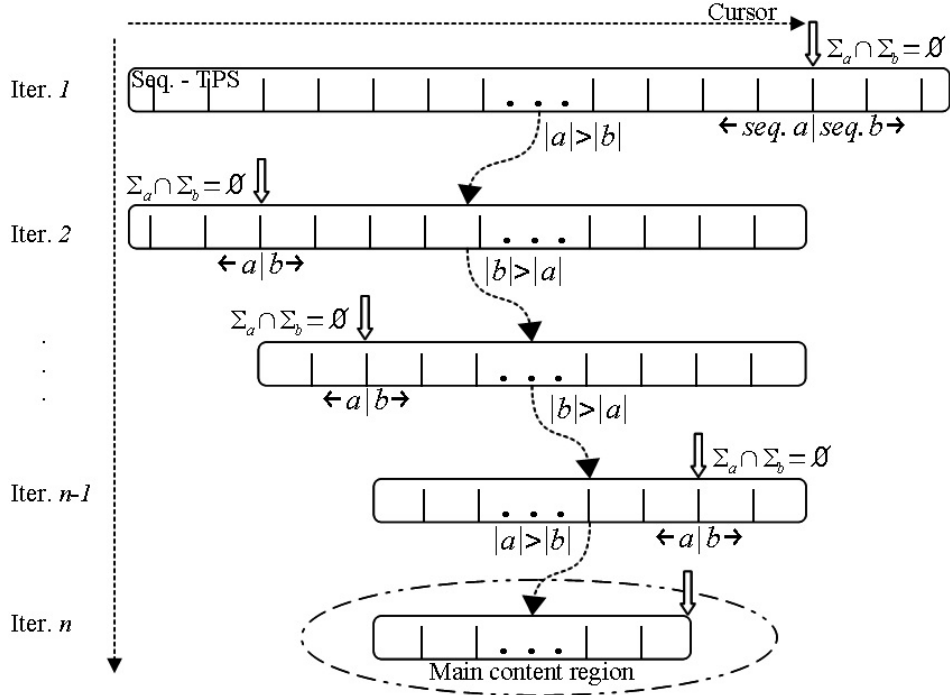 Cursor
Σa ∩ Σb = Ø
Iter. 1
Seq. - TPS
. . .
← seq. a|seq. b →
|a|>|b|
Σa ∩ Σb = Ø
Iter. 2
. . .
← a|b →
|b|>|a|
Σa ∩ Σb = Ø
.
.
.
. . .
← a|b →
|b|>|a|
Σa ∩ Σb = Ø
Iter. n-1
. . .
|a|>|b|
← a|b →
Iter. n
. . .
Main content region